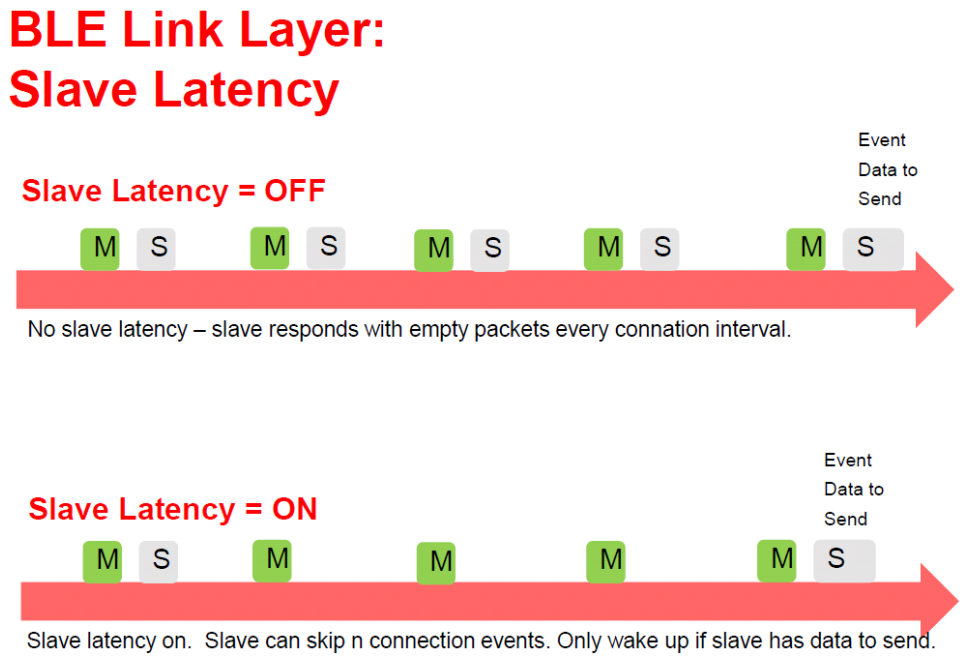 BLE Link Layer:
Slave Latency
Event
Data to
Send
Slave Latency = OFF
M S M S M S M S M S
No slave latency – slave responds with empty packets every connation interval.
Event
Data to
Send
Slave Latency = ON
M S M M M M S
Slave latency on. Slave can skip n connection events. Only wake up if slave has data to send.